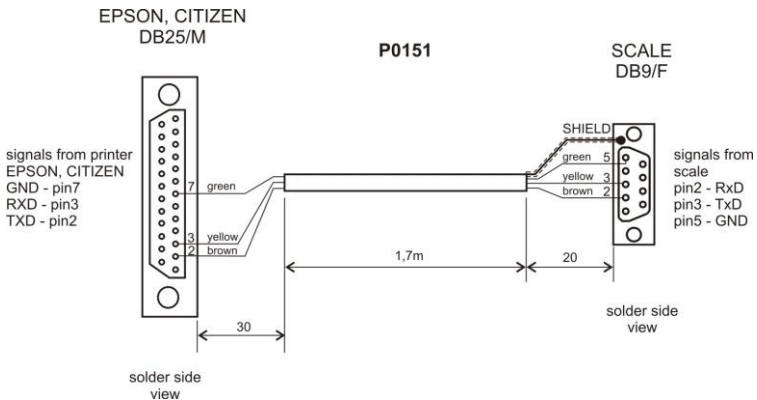 EPSON, CITIZEN
DB25/M
P0151
SCALE
DB9/F
signals from printer
EPSON, CITIZEN
GND - pin7
RXD - pin3
TXD - pin2
7 green
3 yellow
2 brown
SHIELD
green 5
yellow 3
brown 2
signals from
scale
pin2 - RxD
pin3 - TxD
pin5 - GND
1,7m
20
30
solder side
view
solder side
view